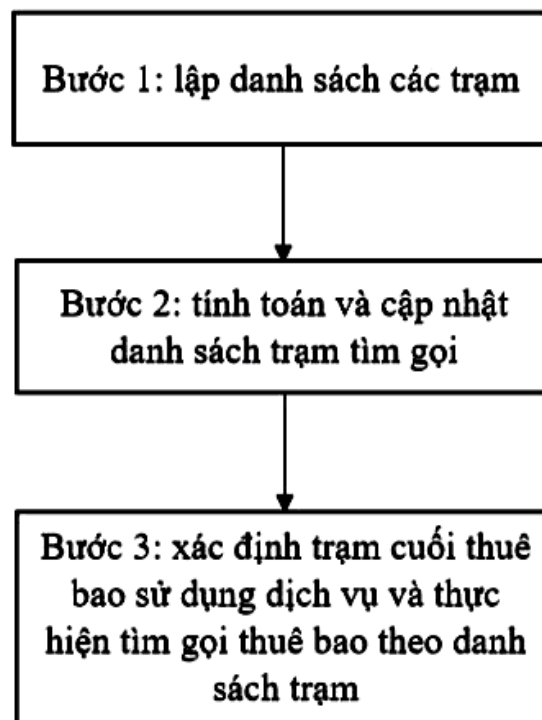 Bước 1: lập danh sách các trạm
Bước 2: tính toán và cập nhật
danh sách trạm tìm gọi
Bước 3: xác định trạm cuối thuê
bao sử dụng dịch vụ và thực
hiện tìm gọi thuê bao theo danh
sách trạm